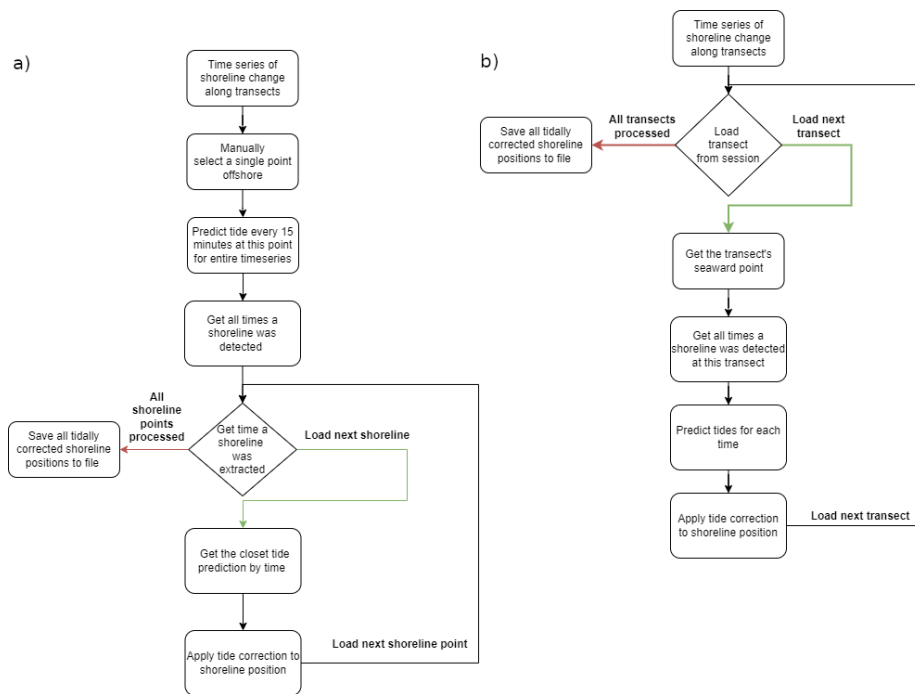 a)
Time series of
shoreline change
along transects
Manually
select a single point
offshore
Predict tide every 15
minutes at this point
for entire timeseries
Get all times a
shoreline was
detected
Get time a
shoreline
was
extracted
All
shoreline
points
processed
Save all tidally
corrected shoreline
positions to file
Load next shoreline
Get the closet tide
prediction by time
Apply tide correction to
shoreline position
Load next shoreline point
b)
Time series of
shoreline change
along transects
Load
transect
from session
All transects
processed
Save all tidally
corrected shoreline
positions to file
Load next
transect
Get the transect's
seaward point
Get all times a
shoreline was detected
at this transect
Predict tides for each
time
Apply tide correction
to shoreline position
Load next transect